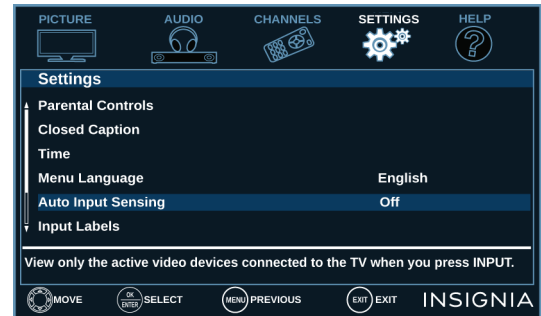 PICTURE AUDIO CHANNELS SETTINGS HELP
Settings
Parental Controls
Closed Caption
Time
Menu Language English
Auto Input Sensing Off
Input Labels
View only the active video devices connected to the TV when you press INPUT.
MOVE OK ENTER SELECT MENU PREVIOUS EXIT EXIT INSIGNIA